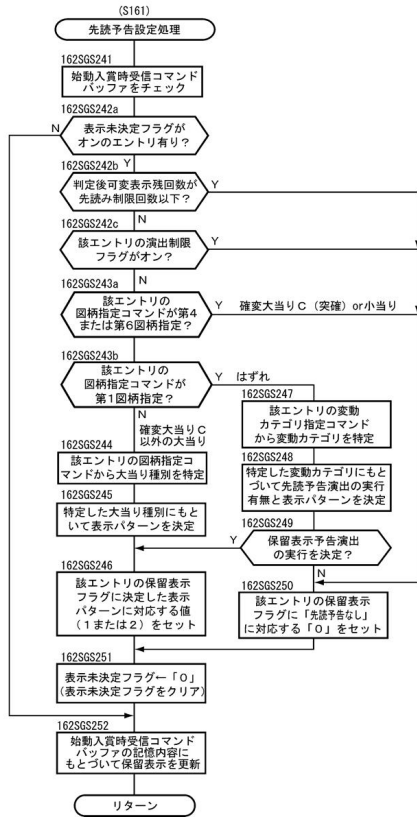 (S161)
先読予告設定処理
162SGS241
始動入賞時受信コマンド
バッファをチェック
162SGS242a
N
表示未決定フラグが
オンのエントリ有り?
Y
162SGS242b
判定後可変表示残回数が
先読み制限回数以下?
Y
N
162SGS242c
該エントリの演出制限
フラグがオン?
Y
N
162SGS243a
該エントリの
図柄指定コマンドが第4
または第6図柄指定?
Y 確変大当りC(突確)or小当り
N
162SGS243b
該エントリの
図柄指定コマンドが
第1図柄指定?
Y はずれ
N
確変大当りC
以外の大当り
162SGS247
該エントリの変動
カテゴリ指定コマンド
から変動カテゴリを特定
162SGS244
該エントリの図柄指定コ
マンドから大当り種別を特定
162SGS248
特定した変動カテゴリにもと
づいて先読予告演出の実行
有無と表示パターンを決定
162SGS245
特定した大当り種別にもと
いて表示パターンを決定
162SGS249
保留表示予告演出
の実行を決定?
Y
N
162SGS246
該エントリの保留表示
フラグに決定した表示
パターンに対応する値
(1または2)をセット
162SGS250
該エントリの保留表示
フラグに「先読予告なし」
に対応する「0」をセット
162SGS251
表示未決定フラグ←「0」
(表示未決定フラグをクリア)
162SGS252
始動入賞時受信コマンド
バッファの記憶内容に
もとづいて保留表示を更新
リターン